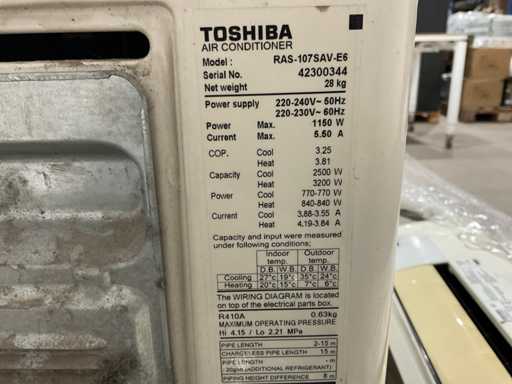 TOSHIBA
AIR CONDITIONER
Model : RAS-107SAV-E6
Serial No. 42300344
Net weight 28 kg
Power supply 220-240V~ 50Hz
220-230V~ 60Hz
Power Max. 1150 W
Current Max. 5.50 A
COP. Cool 3.25
Heat 3.81
Capacity Cool 2500 W
Heat 3200 W
Power Cool 770-770 W
Heat 840-840 W
Current Cool 3.88-3.55 A
Heat 4.19-3.84 A
Capacity and input were measured
under following conditions;
Indoor temp. Outdoor temp.
D.B. W.B. D.B. W.B.
Cooling 27°c 19°c 35°c 24°c
Heating 20°c 15°c 7°c 6°c
The WIRING DIAGRAM is located
on top of the electrical parts box.
R410A 0.63kg
MAXIMUM OPERATING PRESSURE
Hi 4.15 / Lo 2.21 MPa
PIPE LENGTH 2-15 m
CHARGELESS PIPE LENGTH 15 m
PIPE LENGTH - m
(20g/m ADDITIONAL REFRIGERANT)
PIPING HEIGHT DIFFERENCE 8 m